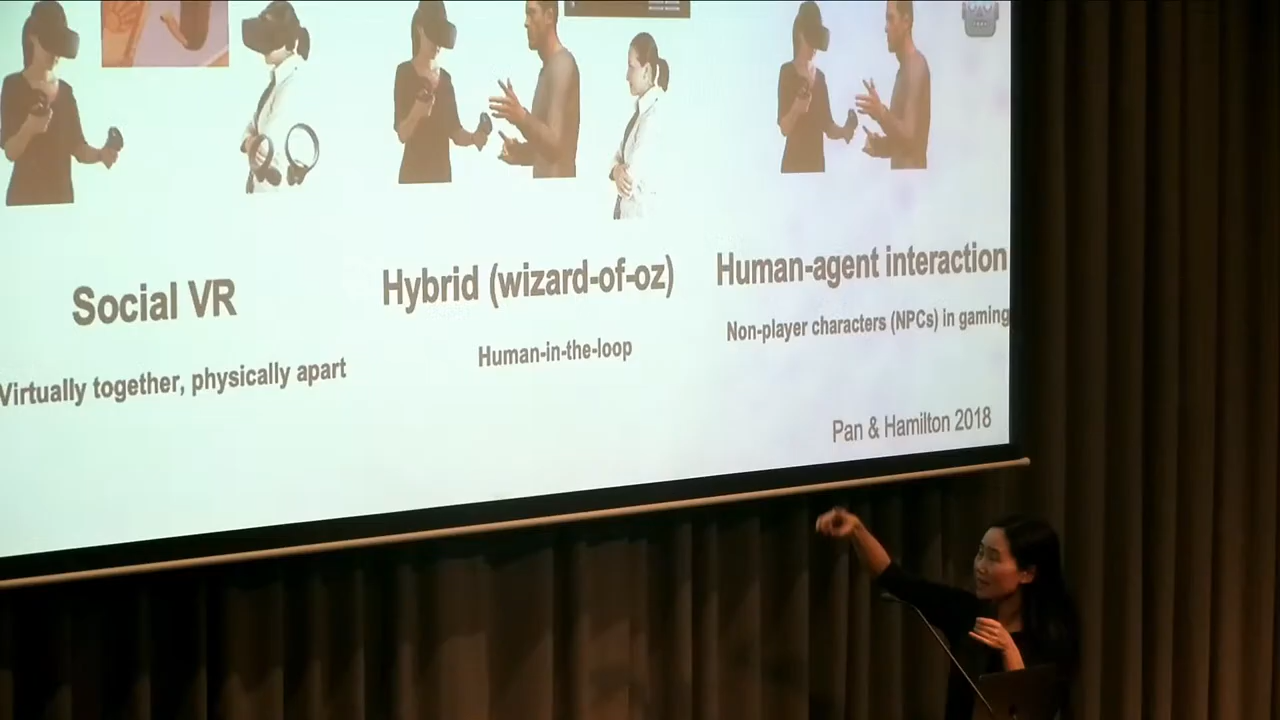 Social VR
Virtually together, physically apart
Hybrid (wizard-of-oz)
Human-in-the-loop
Human-agent interaction
Non-player characters (NPCs) in gaming
Pan & Hamilton 2018